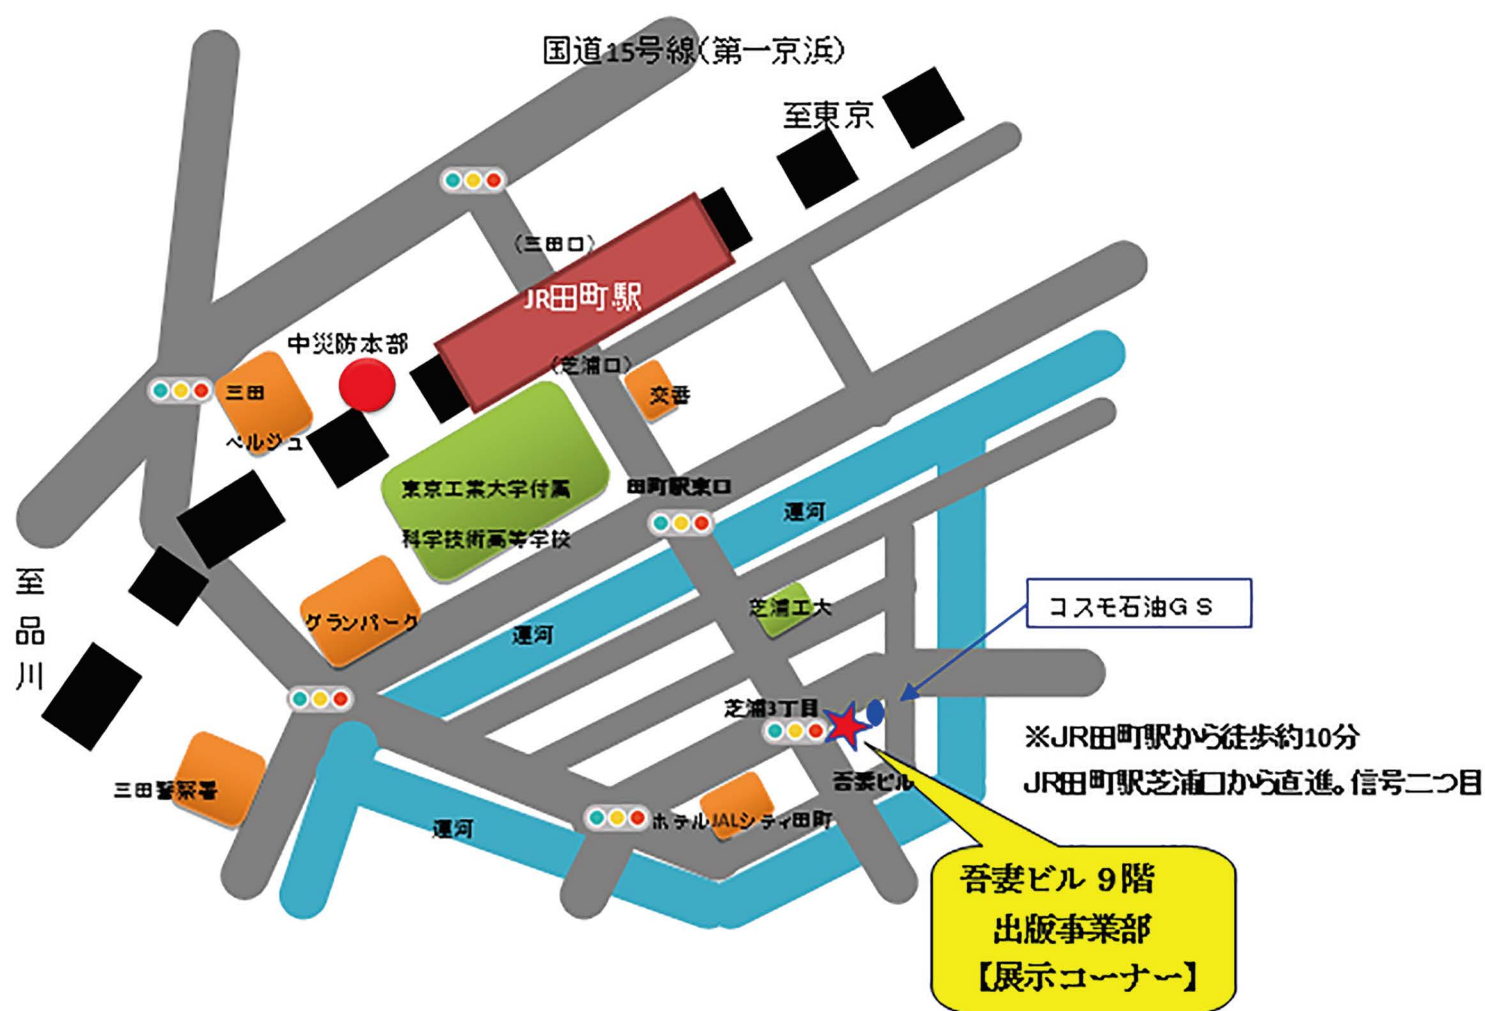 国道15号線(第一京浜)
至東京
(三田口)
JR田町駅
中災防本部
(芝浦口)
三田
ベルジュ
交番
東京工業大学付属
科学技術高等学校
田町駅東口
運河
至
品
川
グランパーク
運河
芝浦工大
コスモ石油GS
芝浦3丁目
※JR田町駅から徒歩約10分
JR田町駅芝浦口から直進。信号二つ目
三田警察署
吾妻ビル
運河
ホテルJALシティ田町
吾妻ビル 9階
出版事業部
【展示コーナー】